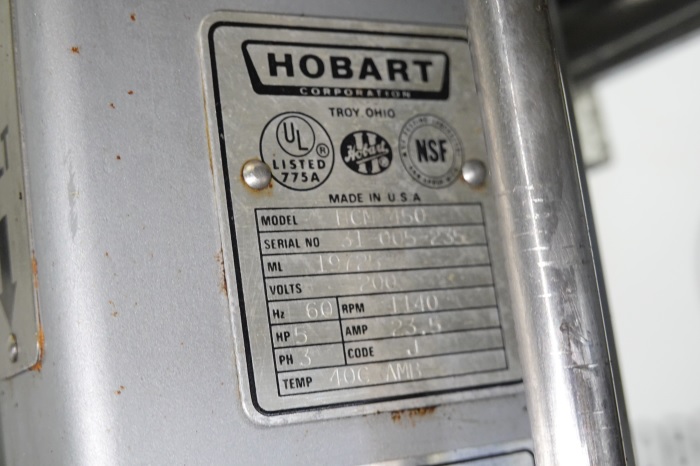 HOBART
CORPORATION
TROY, OHIO
UL ® LISTED 775A
Hobart
NSF
MADE IN U.S.A
MODEL HCM 450
SERIAL NO 31 005-235
ML
VOLTS 200
Hz 60 RPM 1140
HP 5 AMP 23.5
PH 3 CODE J
TEMP 40C AMB
LT